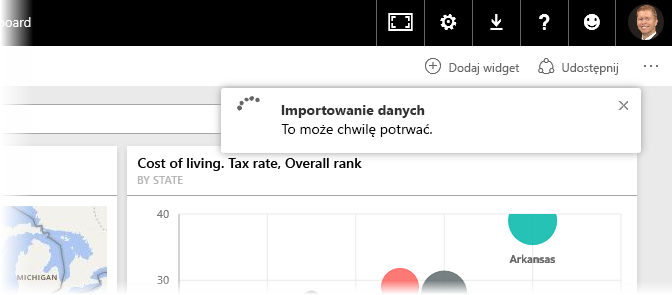 board
Dodaj widget
Udostępnij
Importowanie danych
To może chwilę potrwać.
Cost of living. Tax rate, Overall rank
BY STATE
40
Arkansas
MICHIGAN
30